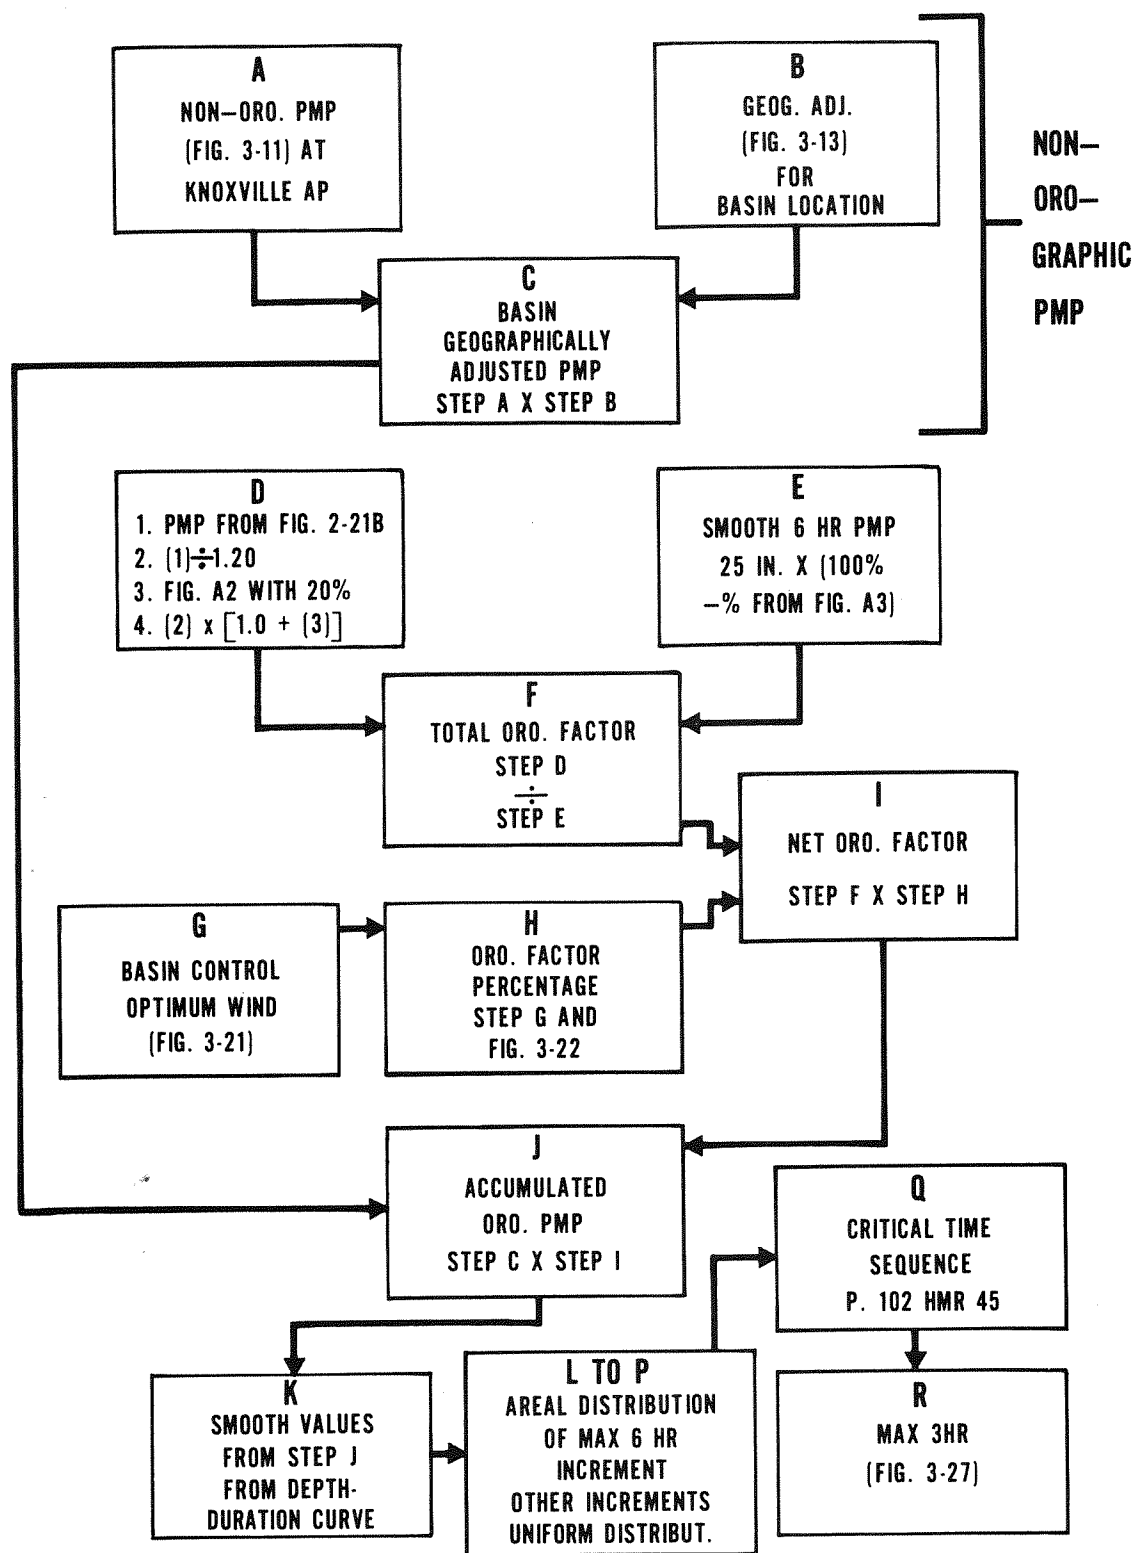 A
NON–ORO. PMP
(FIG. 3-11) AT
KNOXVILLE AP
B
GEOG. ADJ.
(FIG. 3-13)
FOR
BASIN LOCATION
NON–
ORO–
GRAPHIC
PMP
C
BASIN
GEOGRAPHICALLY
ADJUSTED PMP
STEP A X STEP B
D
1. PMP FROM FIG. 2-21B
2. (1)÷1.20
3. FIG. A2 WITH 20%
4. (2) x [1.0 + (3)]
E
SMOOTH 6 HR PMP
25 IN. X (100%
–% FROM FIG. A3)
F
TOTAL ORO. FACTOR
STEP D
÷
STEP E
I
NET ORO. FACTOR
STEP F X STEP H
G
BASIN CONTROL
OPTIMUM WIND
(FIG. 3-21)
H
ORO. FACTOR
PERCENTAGE
STEP G AND
FIG. 3-22
J
ACCUMULATED
ORO. PMP
STEP C X STEP I
K
SMOOTH VALUES
FROM STEP J
FROM DEPTH-
DURATION CURVE
L TO P
AREAL DISTRIBUTION
OF MAX 6 HR
INCREMENT
OTHER INCREMENTS
UNIFORM DISTRIBUT.
Q
CRITICAL TIME
SEQUENCE
P. 102 HMR 45
R
MAX 3HR
(FIG. 3-27)